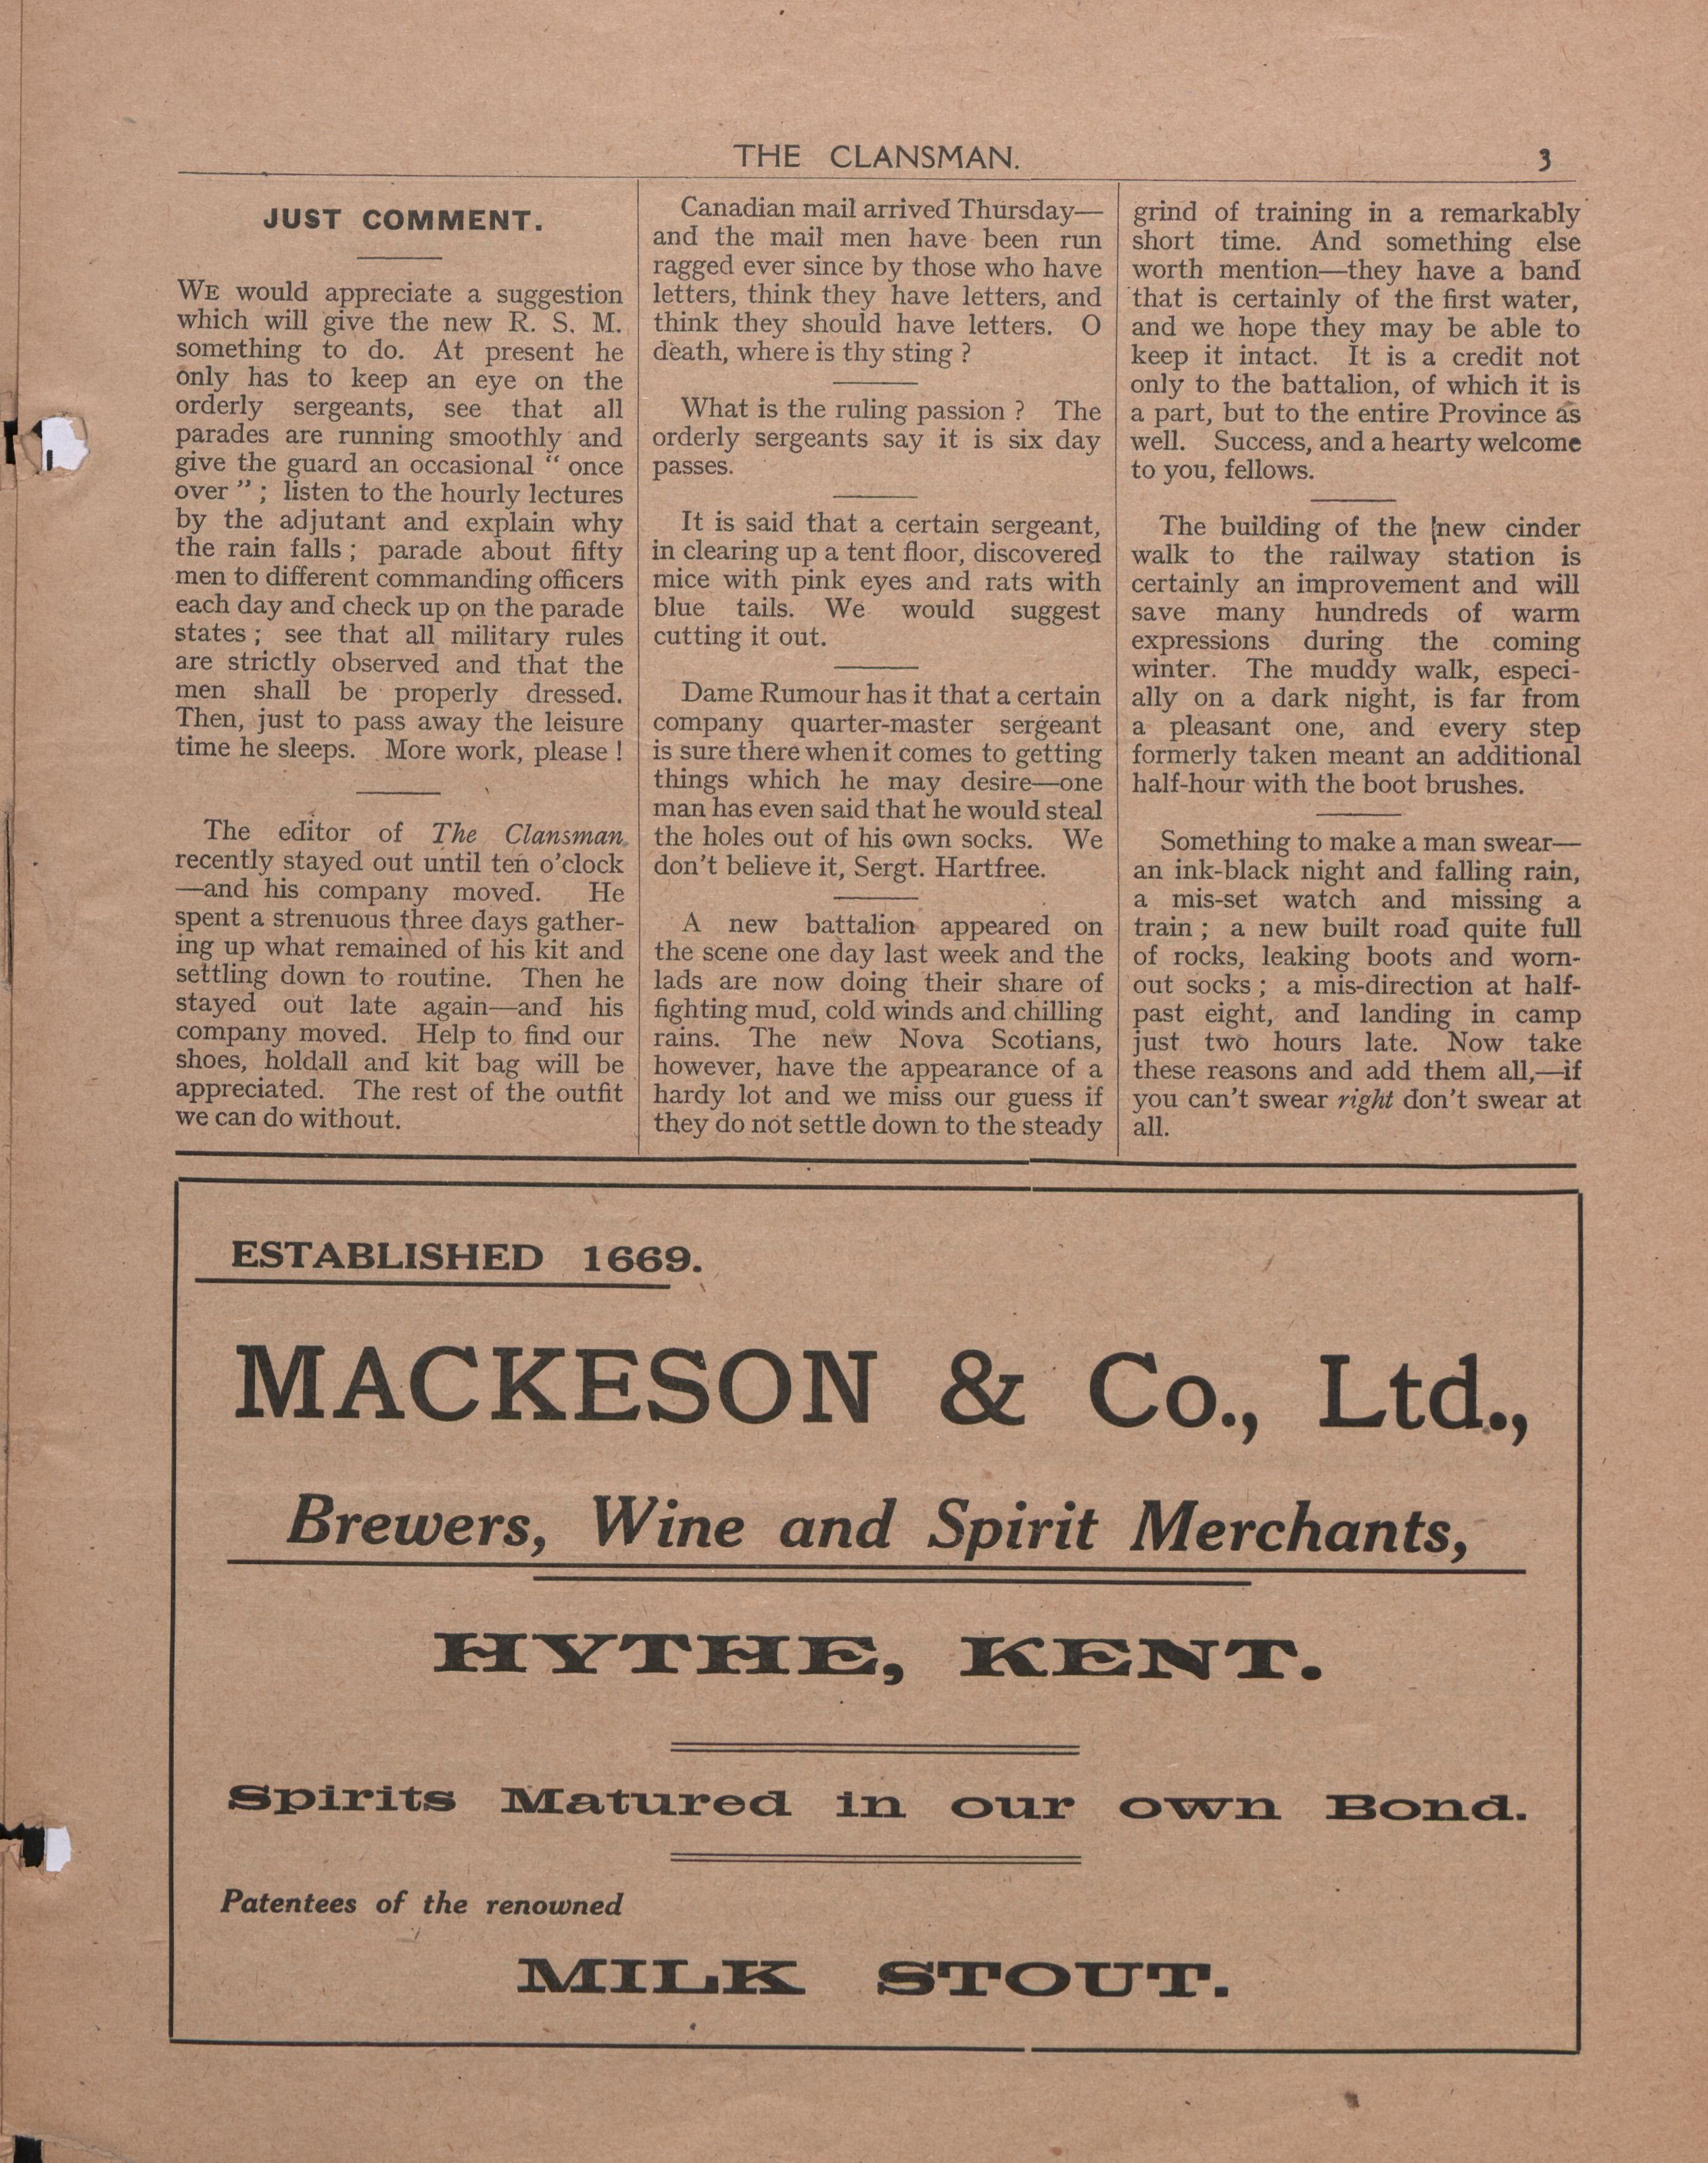 THE CLANSMAN.
3
JUST COMMENT.
WE would appreciate a suggestion
which will give the new R. S. M.
something to do. At present he
only has to keep an eye on the
orderly sergeants, see that all
parades are running smoothly and
give the guard an occasional “ once
over ” ; listen to the hourly lectures
by the adjutant and explain why
the rain falls ; parade about fifty
men to different commanding officers
each day and check up on the parade
states ; see that all military rules
are strictly observed and that the
men shall be properly dressed.
Then, just to pass away the leisure
time he sleeps. More work, please !
The editor of The Clansman
recently stayed out until ten o’clock
—and his company moved. He
spent a strenuous three days gather-
ing up what remained of his kit and
settling down to routine. Then he
stayed out late again—and his
company moved. Help to find our
shoes, holdall and kit bag will be
appreciated. The rest of the outfit
we can do without.
Canadian mail arrived Thursday—
and the mail men have been run
ragged ever since by those who have
letters, think they have letters, and
think they should have letters. O
death, where is thy sting ?
What is the ruling passion ? The
orderly sergeants say it is six day
passes.
It is said that a certain sergeant,
in clearing up a tent floor, discovered
mice with pink eyes and rats with
blue tails. We would suggest
cutting it out.
Dame Rumour has it that a certain
company quarter-master sergeant
is sure there when it comes to getting
things which he may desire—one
man has even said that he would steal
the holes out of his own socks. We
don’t believe it, Sergt. Hartfree.
A new battalion appeared on
the scene one day last week and the
lads are now doing their share of
fighting mud, cold winds and chilling
rains. The new Nova Scotians,
however, have the appearance of a
hardy lot and we miss our guess if
they do not settle down to the steady
grind of training in a remarkably
short time. And something else
worth mention—they have a band
that is certainly of the first water,
and we hope they may be able to
keep it intact. It is a credit not
only to the battalion, of which it is
a part, but to the entire Province as
well. Success, and a hearty welcome
to you, fellows.
The building of the [new cinder
walk to the railway station is
certainly an improvement and will
save many hundreds of warm
expressions during the coming
winter. The muddy walk, especi-
ally on a dark night, is far from
a pleasant one, and every step
formerly taken meant an additional
half-hour with the boot brushes.
Something to make a man swear—
an ink-black night and falling rain,
a mis-set watch and missing a
train ; a new built road quite full
of rocks, leaking boots and worn-
out socks ; a mis-direction at half-
past eight, and landing in camp
just two hours late. Now take
these reasons and add them all,—if
you can’t swear right don’t swear at
all.
ESTABLISHED 1669.
MACKESON & Co., Ltd.,
Brewers, Wine and Spirit Merchants,
HYTHE, KENT.
Spirits Matured in our own Bond.
Patentees of the renowned
MILK STOUT.